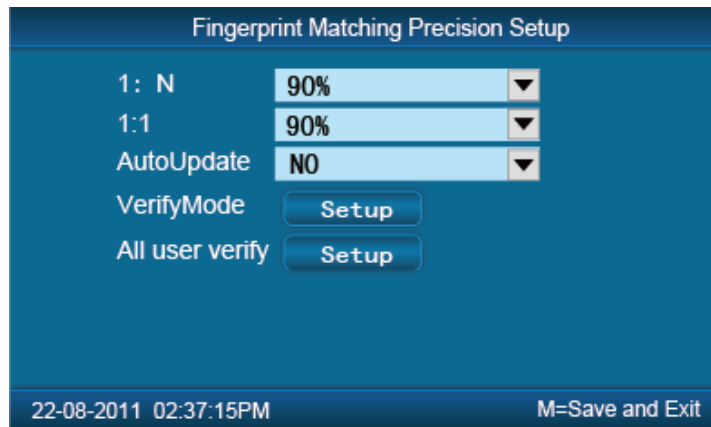 Fingerprint Matching Precision Setup
1: N 90%
1:1 90%
AutoUpdate NO
VerifyMode Setup
All user verify Setup
22-08-2011 02:37:15PM M=Save and Exit